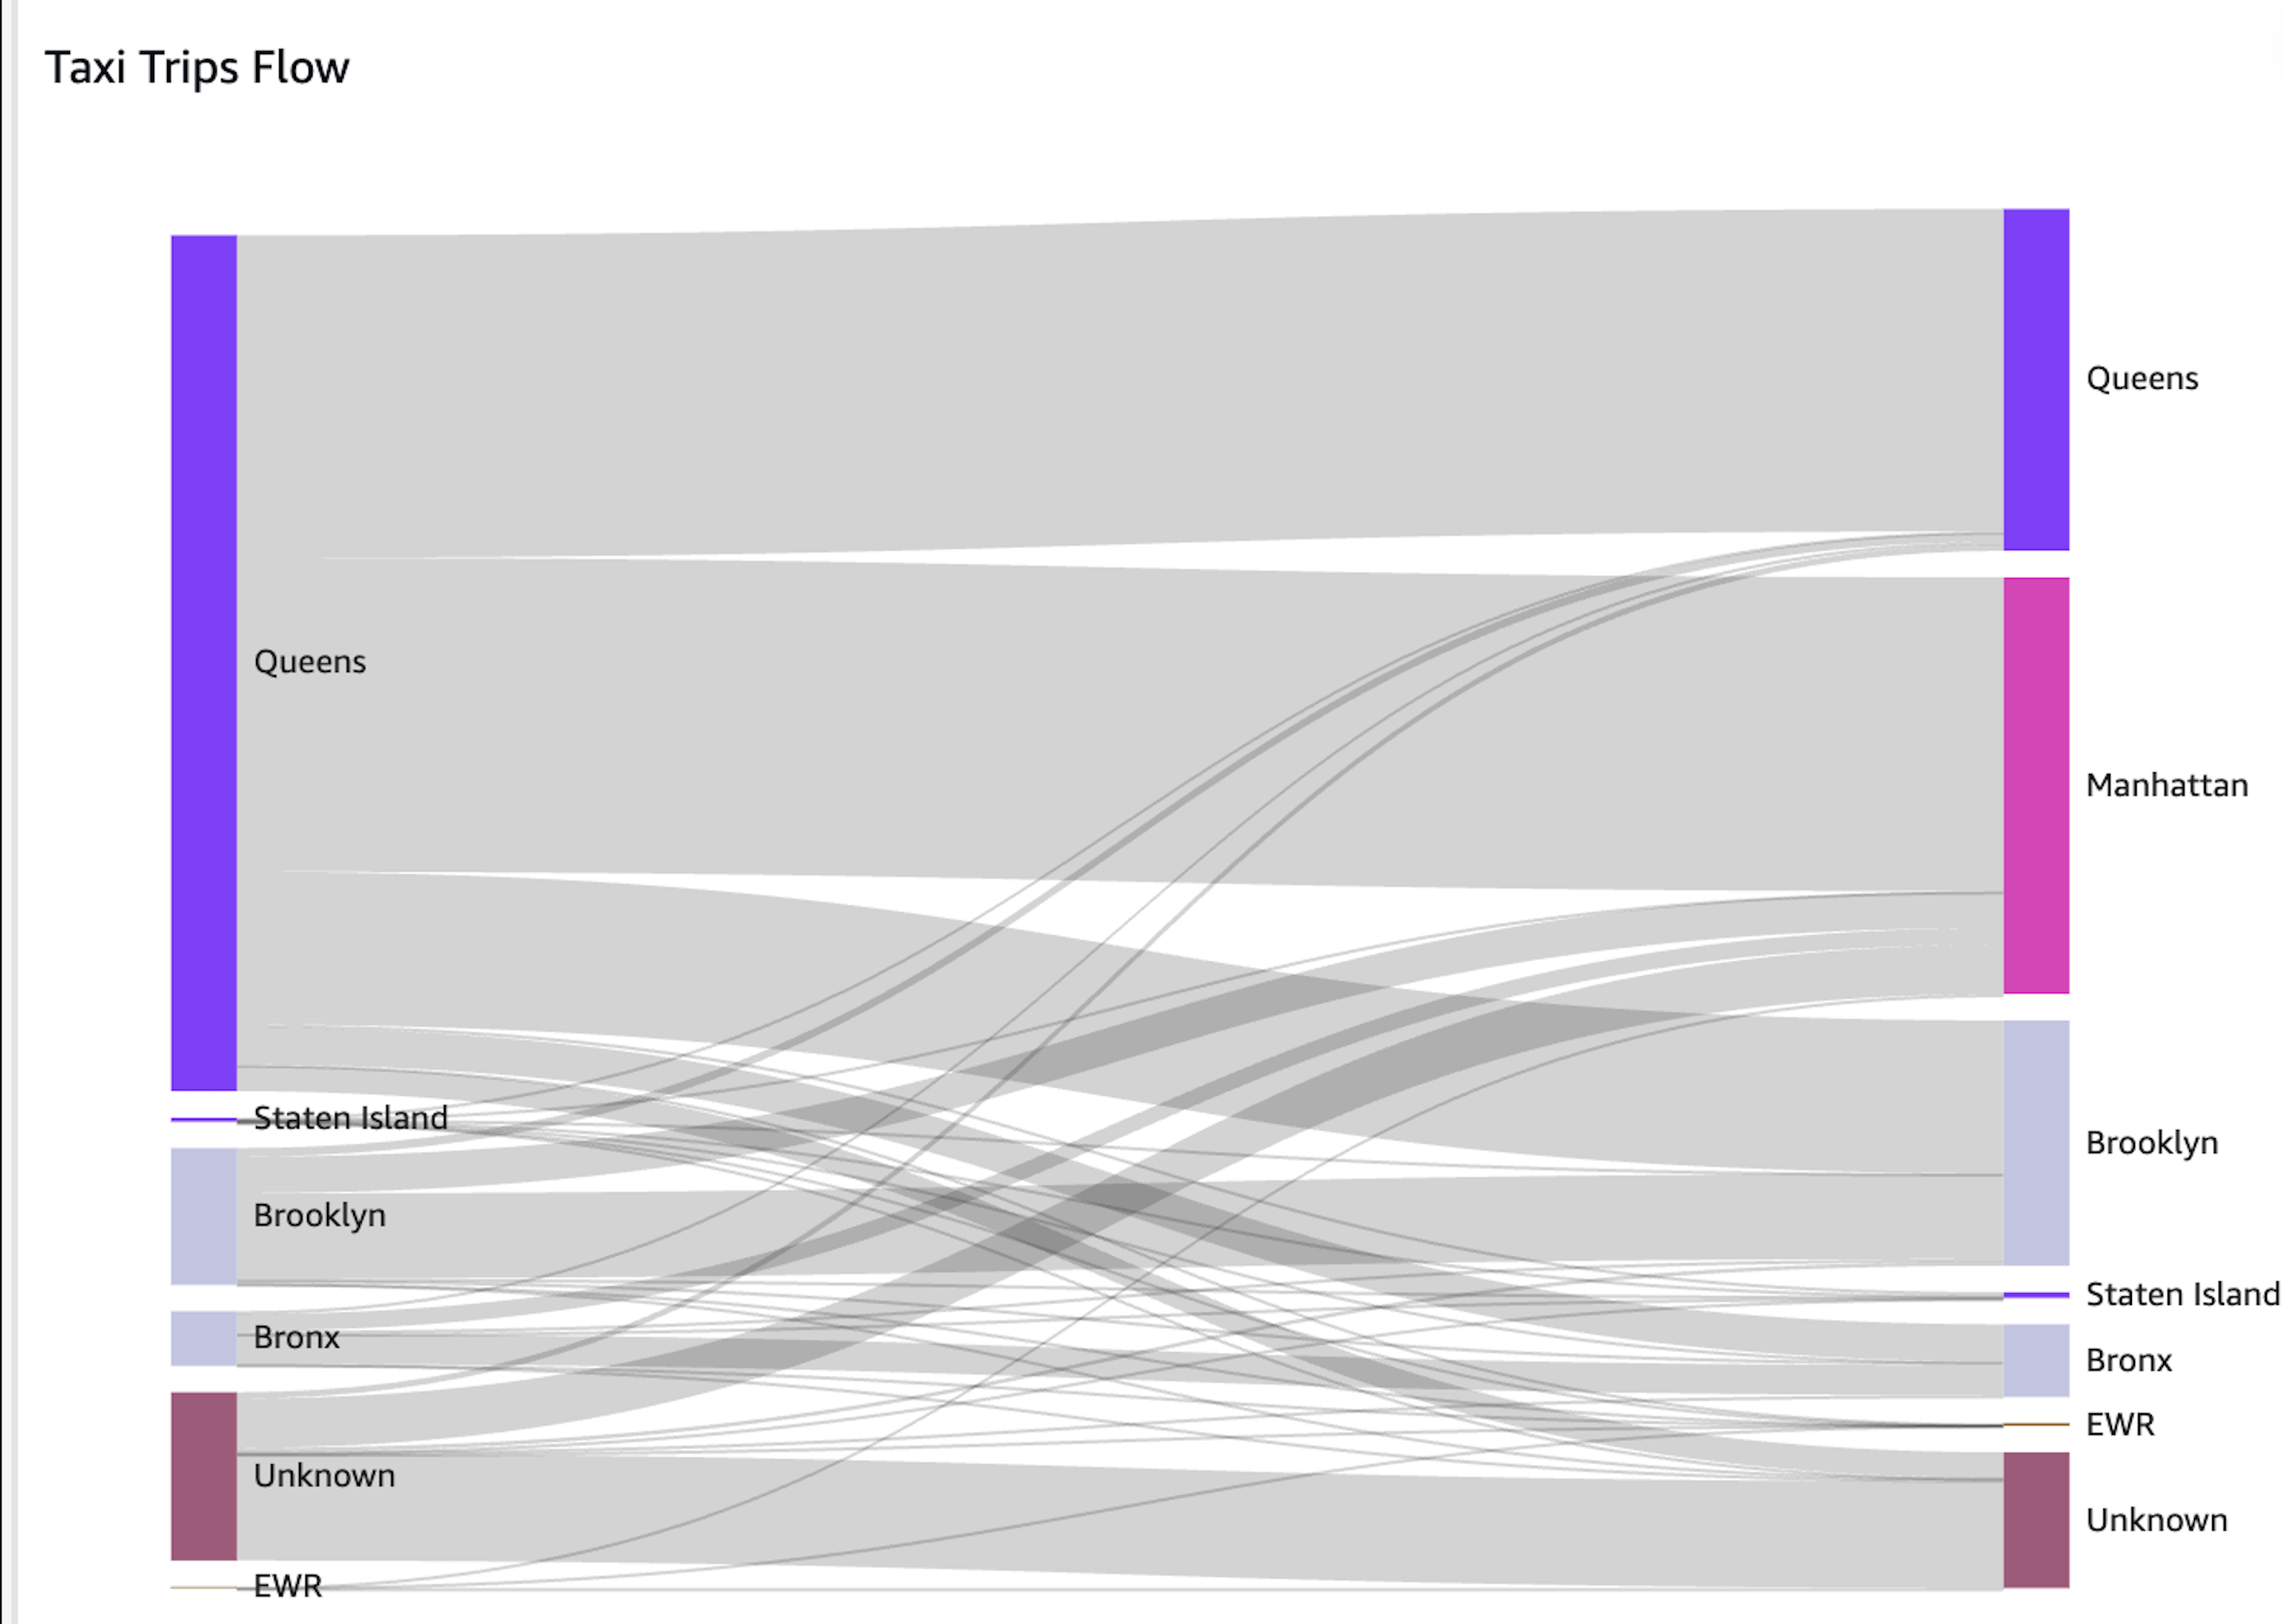 Taxi Trips Flow
Queens
Staten Island
Brooklyn
Bronx
Unknown
EWR
Queens
Manhattan
Brooklyn
Staten Island
Bronx
EWR
Unknown